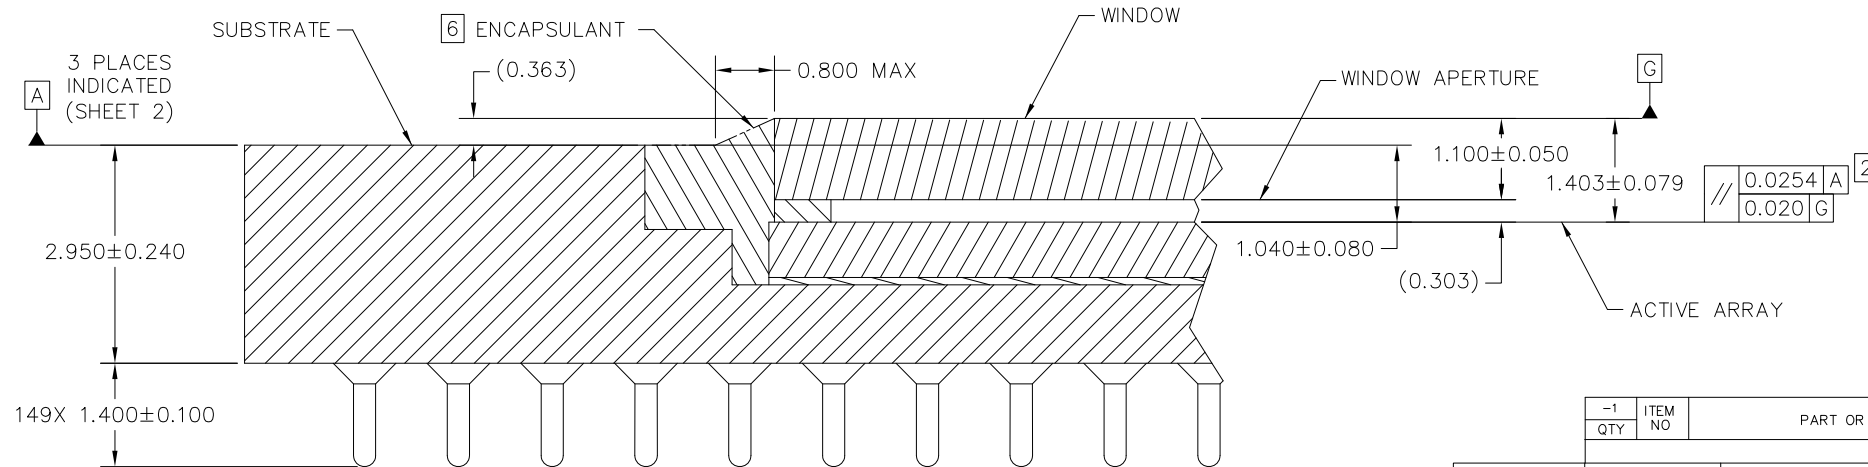 SUBSTRATE
6 ENCAPSULANT
WINDOW
3 PLACES
INDICATED
(SHEET 2)
A
(0.363)
0.800 MAX
WINDOW APERTURE
G
1.100±0.050
1.403±0.079
// 0.0254 A
0.020 G
2
2.950±0.240
1.040±0.080
(0.303)
ACTIVE ARRAY
149X 1.400±0.100
-1
QTY
ITEM
NO
PART OR